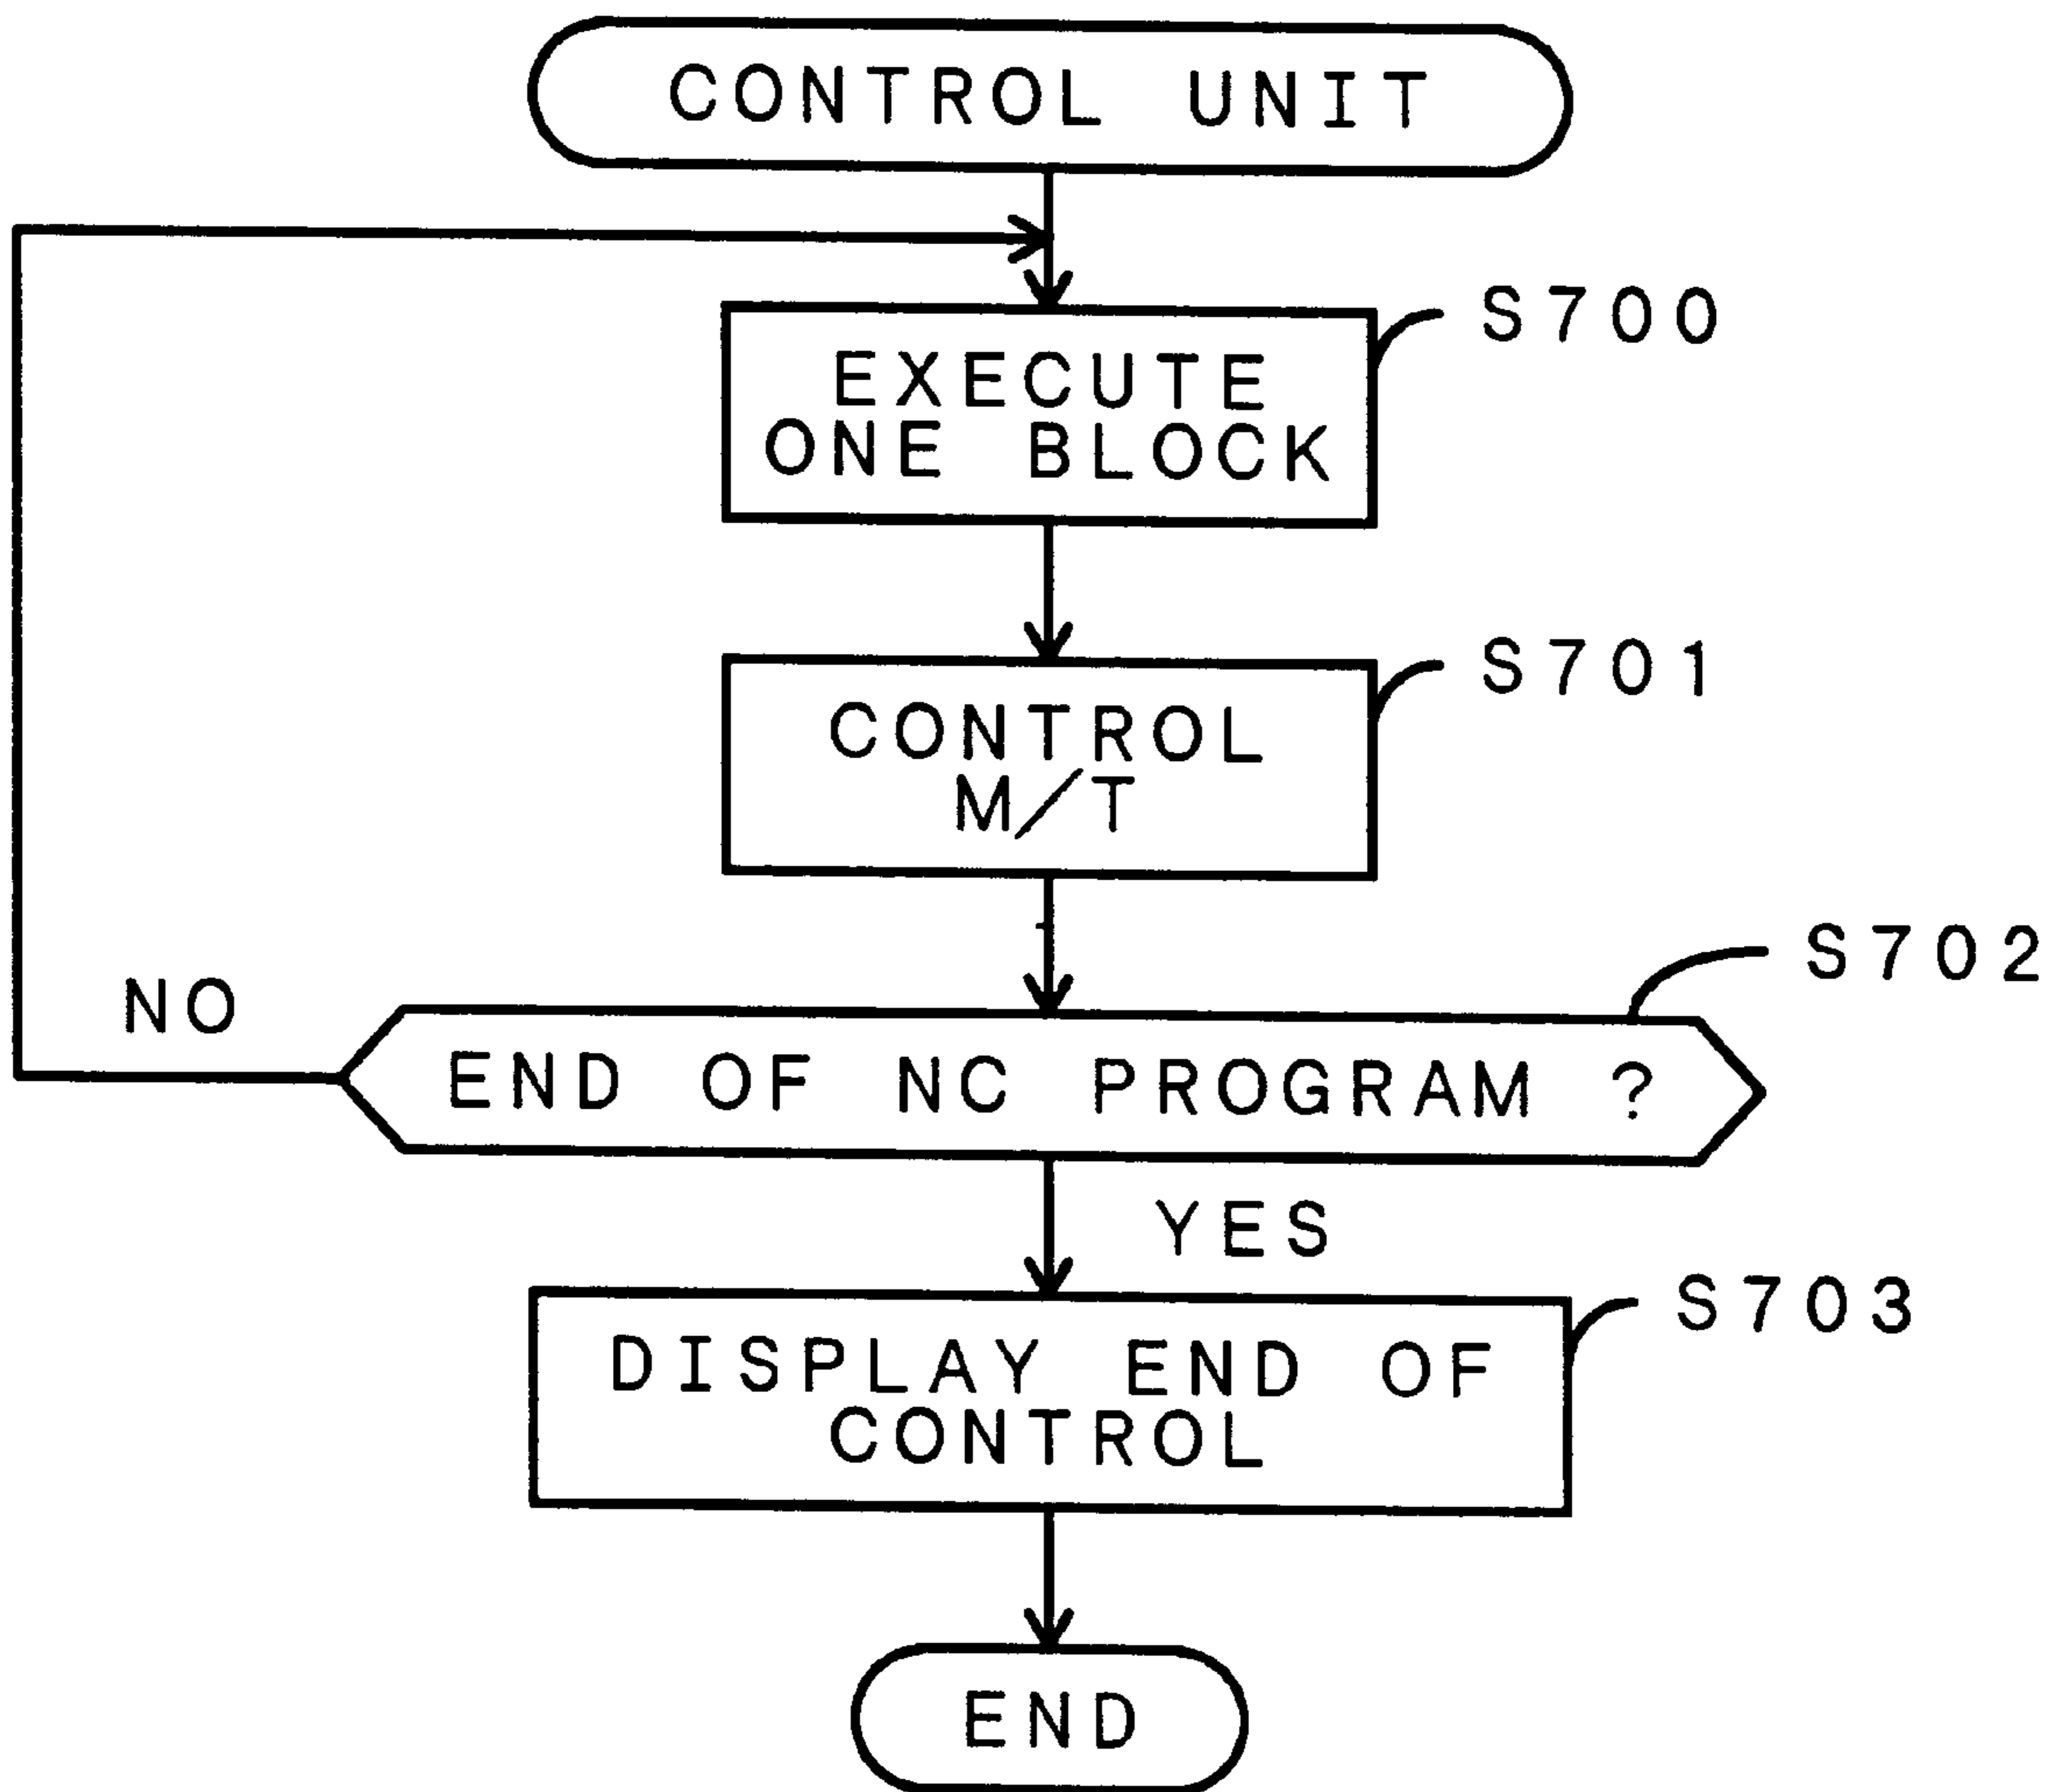 CONTROL UNIT
S700
EXECUTE
ONE BLOCK
S701
CONTROL
M/T
S702
NO
END OF NC PROGRAM ?
YES
S703
DISPLAY END OF
CONTROL
END